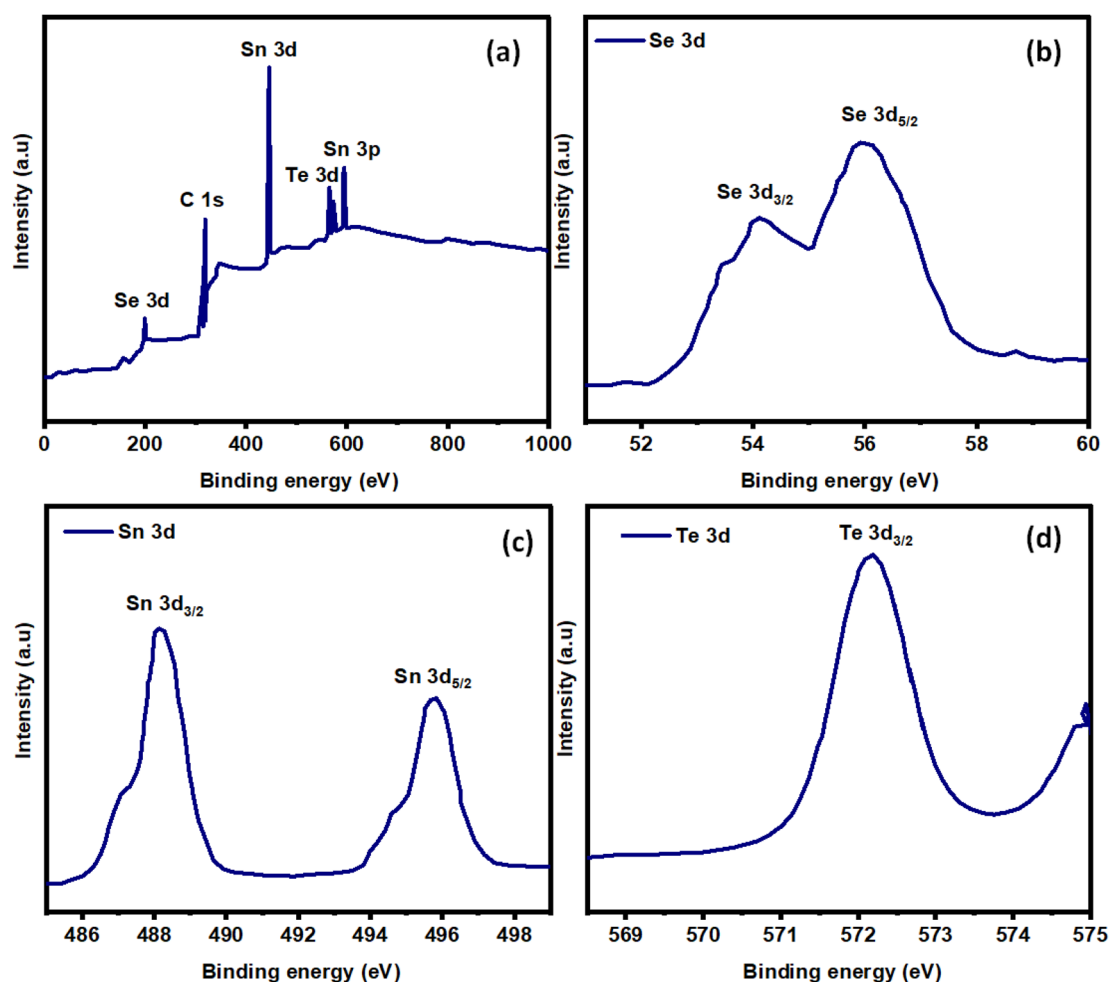 (a)
Sn 3d
Sn 3p
Te 3d
C 1s
Se 3d
Intensity (a.u)
0 200 400 600 800 1000
Binding energy (eV)
Se 3d
(b)
Se 3d5/2
Se 3d3/2
Intensity (a.u)
52 54 56 58 60
Binding energy (eV)
Sn 3d
(c)
Sn 3d3/2
Sn 3d5/2
Intensity (a.u)
486 488 490 492 494 496 498
Binding energy (eV)
Te 3d
Te 3d3/2
(d)
Intensity (a.u)
569 570 571 572 573 574 575
Binding energy (eV)